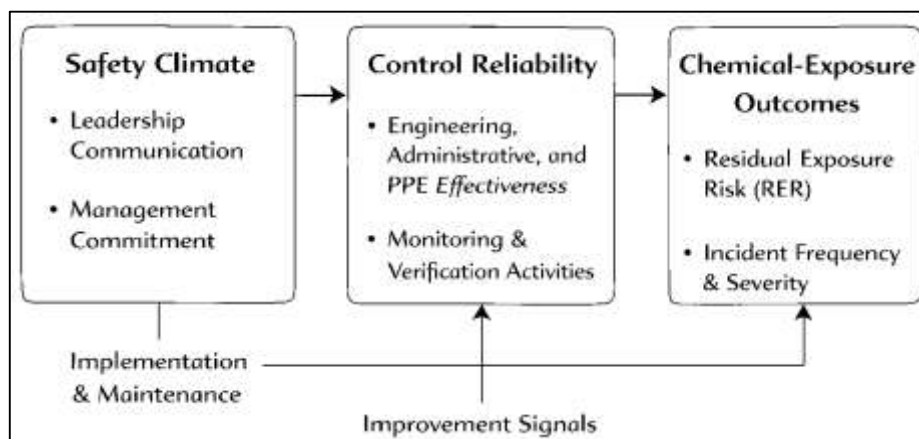 Safety Climate
• Leadership
Communication
• Management
Commitment
Control Reliability
• Engineering,
Administrative, and
PPE Effectiveness
• Monitoring &
Verification Activities
Chemical-Exposure
Outcomes
• Residual Exposure
Risk (RER)
• Incident Frequency
& Severity
Implementation
& Maintenance
Improvement Signals